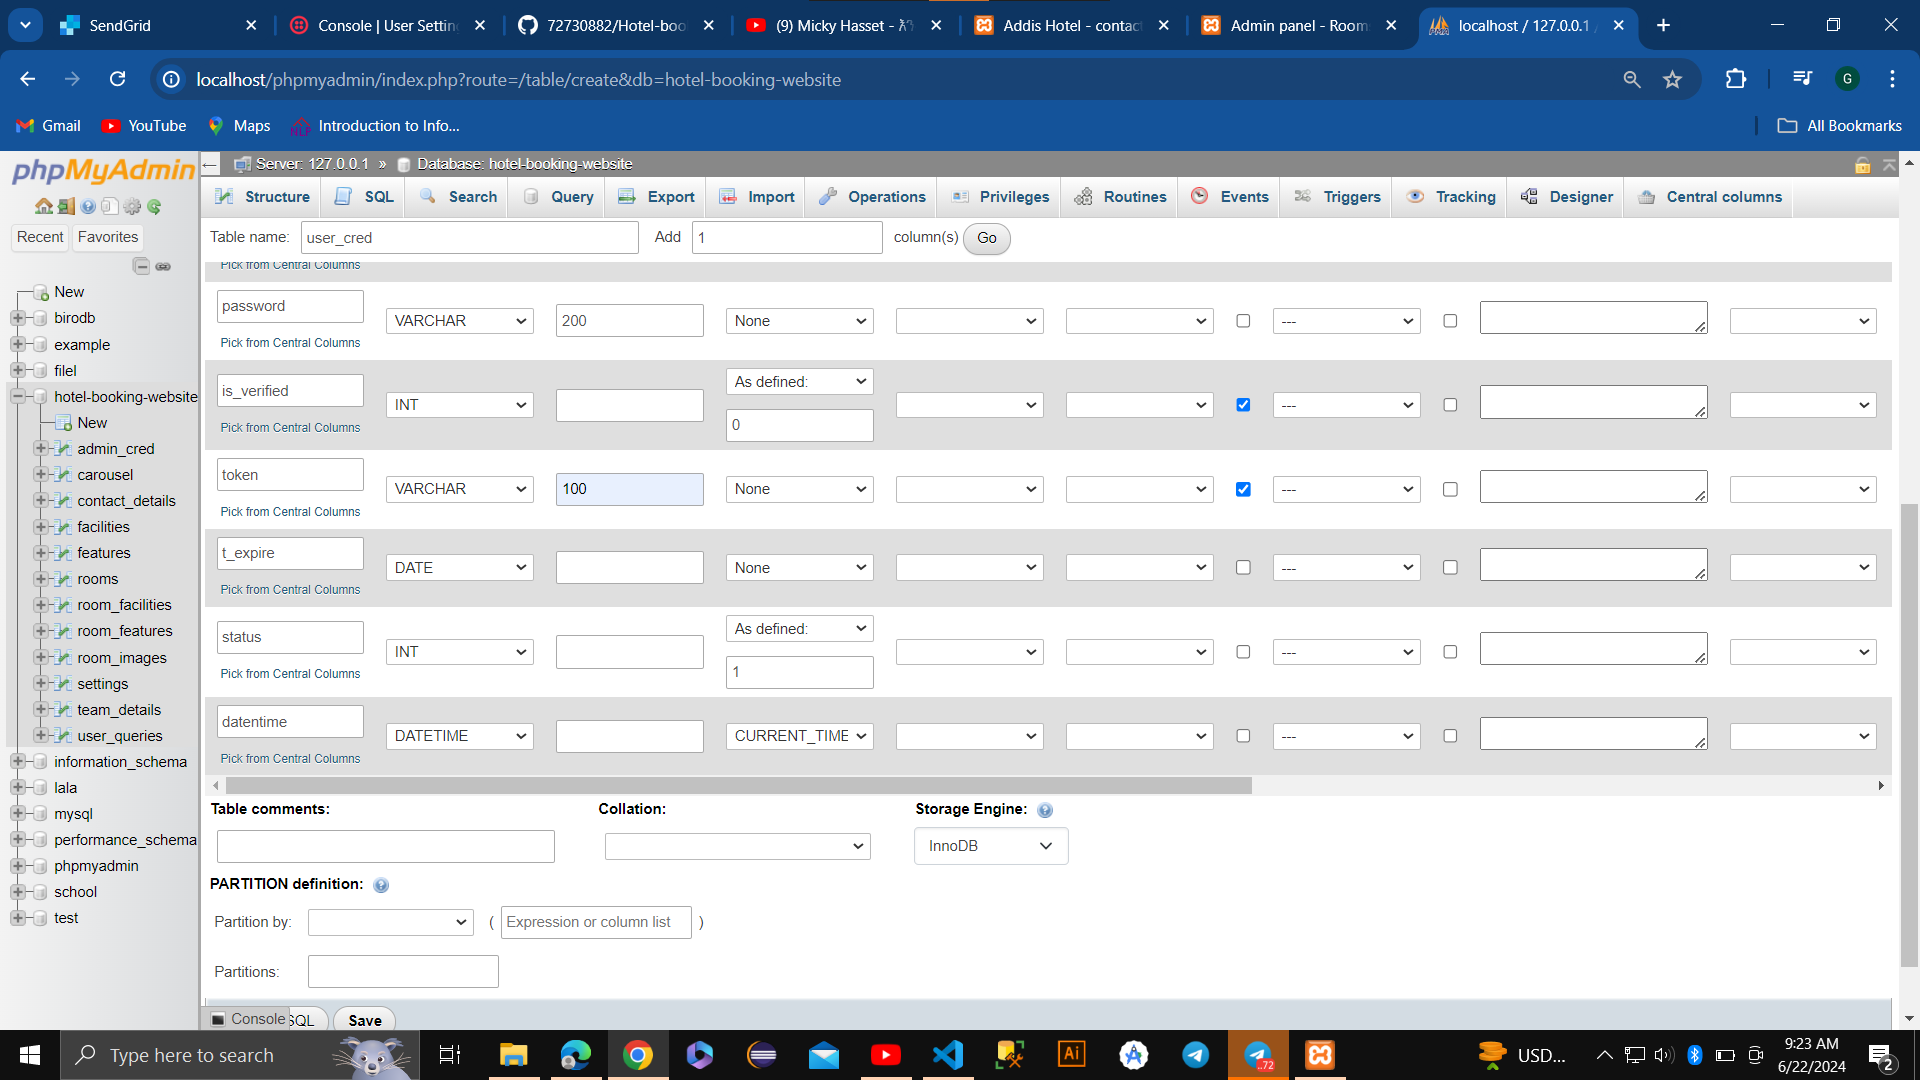 SendGrid
Console | User Settin
72730882/Hotel-boo
(9) Micky Hasset -
Addis Hotel - contac
Admin panel - Room
localhost / 127.0.0.1 /
localhost/phpmyadmin/index.php?route=/table/create&db=hotel-booking-website
G
Gmail
YouTube
Maps
NLP
Introduction to Info...
All Bookmarks
phpMyAdmin
Recent
Favorites
New
birodb
example
filel
hotel-booking-website
New
admin_cred
carousel
contact_details
facilities
features
rooms
room_facilities
room_features
room_images
settings
team_details
user_queries
information_schema
lala
mysql
performance_schema
phpmyadmin
school
test
Server: 127.0.0.1 » Database: hotel-booking-website
Structure
SQL
Search
Query
Export
Import
Operations
Privileges
Routines
Events
Triggers
Tracking
Designer
Central columns
Table name: user_cred Add 1 column(s) Go
Pick from Central Columns
password VARCHAR 200 None ---
Pick from Central Columns
is_verified INT As defined: ---
0
Pick from Central Columns
token VARCHAR 100 None ---
Pick from Central Columns
t_expire DATE None ---
Pick from Central Columns
status INT As defined: ---
1
Pick from Central Columns
datentime DATETIME CURRENT_TIME ---
Pick from Central Columns
Table comments: Collation: Storage Engine:
InnoDB
PARTITION definition:
Partition by: ( Expression or column list )
Partitions:
Console SQL Save
Type here to search
Ai
..72
USD...
9:23 AM
6/22/2024
2